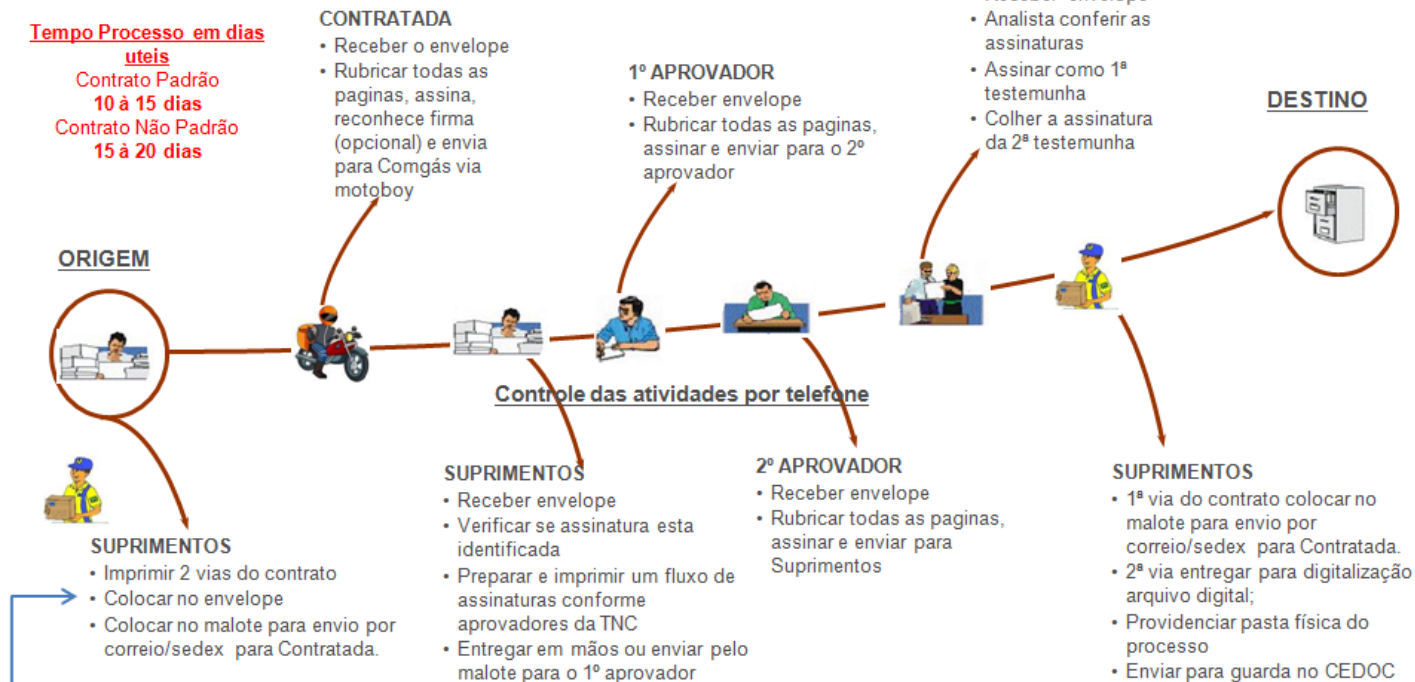 Tempo Processo em dias
uteis
Contrato Padrão
10 à 15 dias
Contrato Não Padrão
15 à 20 dias
CONTRATADA
• Receber o envelope
• Rubricar todas as
paginas, assina,
reconhece firma
(opcional) e envia
para Comgás via
motoboy
1º APROVADOR
• Receber envelope
• Rubricar todas as paginas,
assinar e enviar para o 2º
aprovador
• Receber envelope
• Analista conferir as
assinaturas
• Assinar como 1ª
testemunha
• Colher a assinatura
da 2ª testemunha
DESTINO
ORIGEM
Controle das atividades por telefone
SUPRIMENTOS
• Imprimir 2 vias do contrato
• Colocar no envelope
• Colocar no malote para envio por
correio/sedex para Contratada.
SUPRIMENTOS
• Receber envelope
• Verificar se assinatura esta
identificada
• Preparar e imprimir um fluxo de
assinaturas conforme
aprovadores da TNC
• Entregar em mãos ou enviar pelo
malote para o 1º aprovador
2º APROVADOR
• Receber envelope
• Rubricar todas as paginas,
assinar e enviar para
Suprimentos
SUPRIMENTOS
• 1ª via do contrato colocar no
malote para envio por
correio/sedex para Contratada.
• 2ª via entregar para digitalização
arquivo digital;
• Providenciar pasta física do
processo
• Enviar para guarda no CEDOC